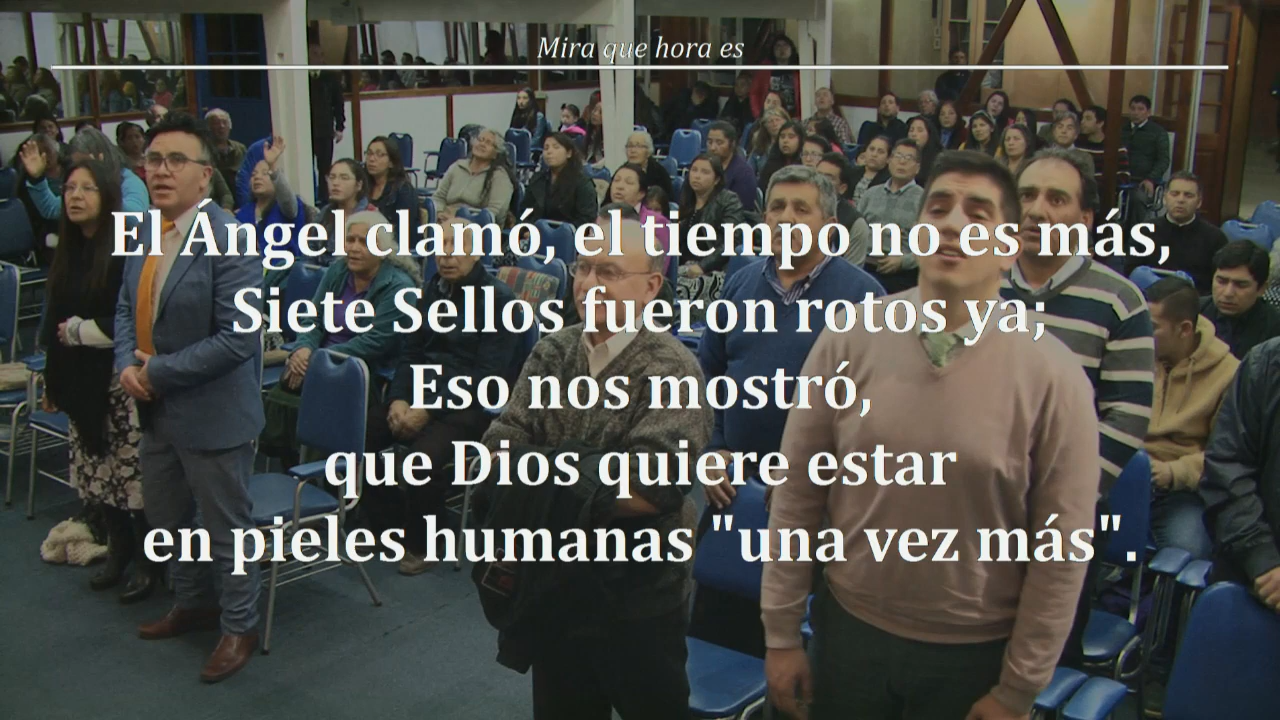 Mira que hora es
El Ángel clamó, el tiempo no es más,
Siete Sellos fueron rotos ya;
Eso nos mostró,
que Dios quiere estar
en pieles humanas "una vez más".